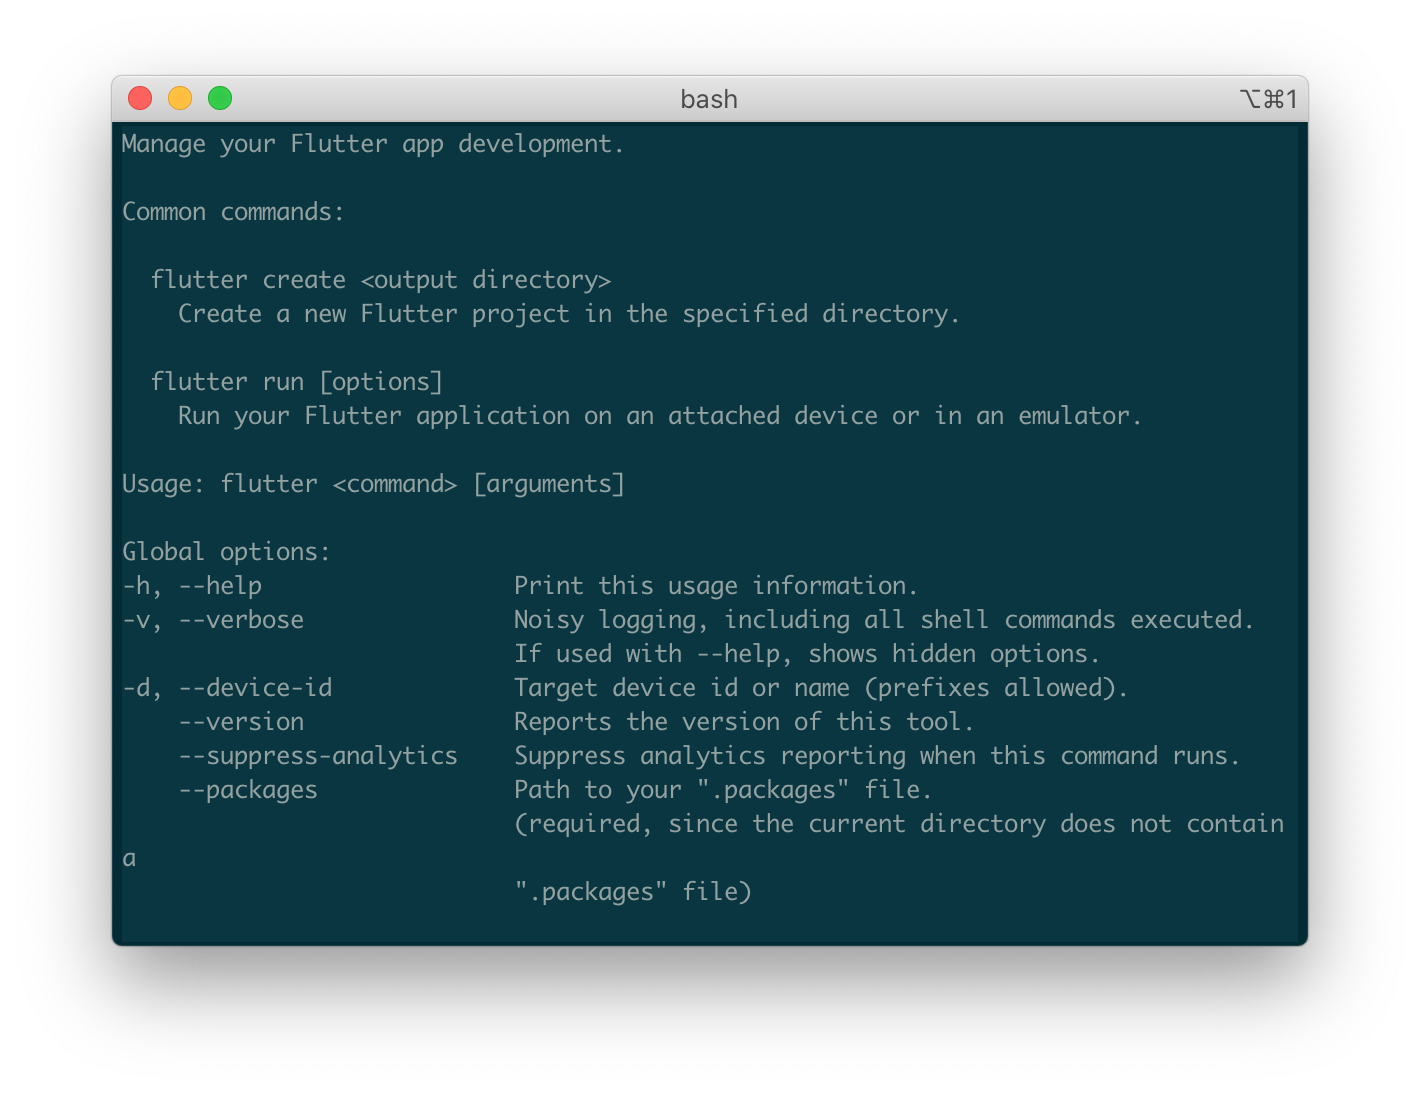 bash
⌥⌘1
Manage your Flutter app development.
Common commands:
  flutter create <output directory>
    Create a new Flutter project in the specified directory.
  flutter run [options]
    Run your Flutter application on an attached device or in an emulator.
Usage: flutter <command> [arguments]
Global options:
-h, --help                  Print this usage information.
-v, --verbose               Noisy logging, including all shell commands executed.
                            If used with --help, shows hidden options.
-d, --device-id             Target device id or name (prefixes allowed).
    --version               Reports the version of this tool.
    --suppress-analytics    Suppress analytics reporting when this command runs.
    --packages              Path to your ".packages" file.
                            (required, since the current directory does not contain
a
                            ".packages" file)